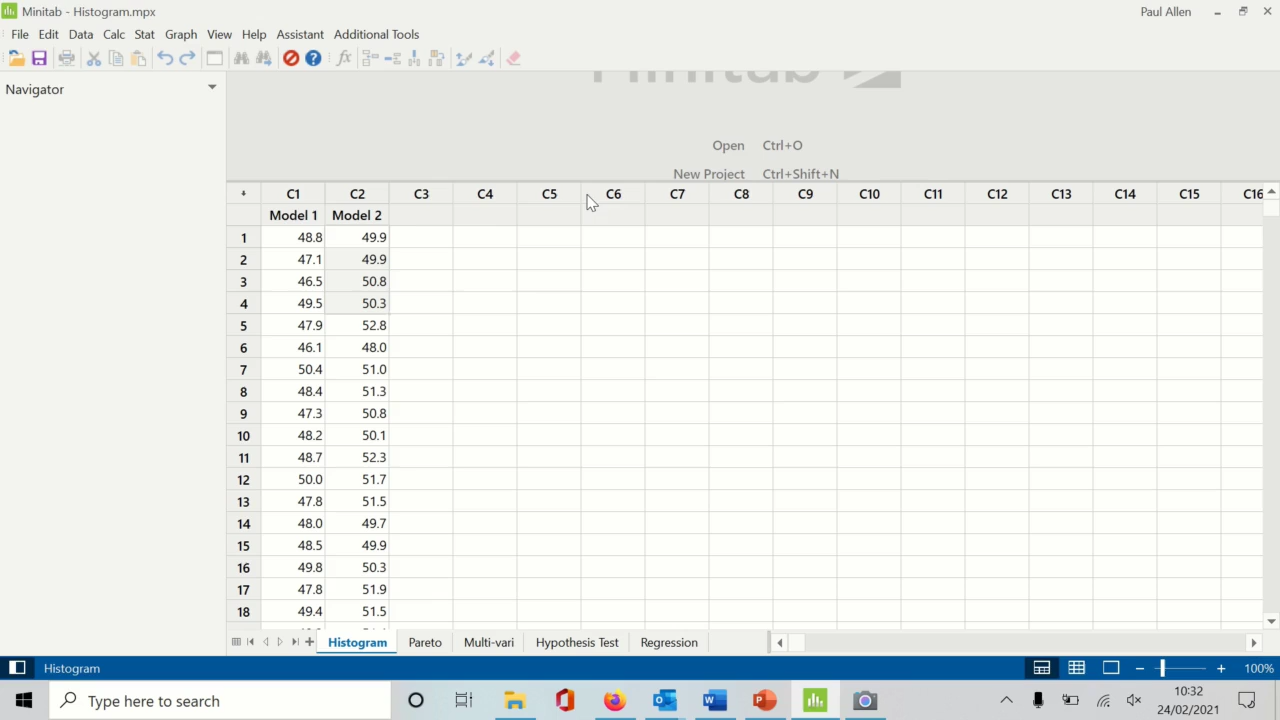 Minitab - Histogram.mpx
Paul Allen
File Edit Data Calc Stat Graph View Help Assistant Additional Tools
Navigator
Minitab
Open Ctrl+O
New Project Ctrl+Shift+N
C1 C2 C3 C4 C5 C6 C7 C8 C9 C10 C11 C12 C13 C14 C15 C16
Model 1 Model 2
1 48.8 49.9
2 47.1 49.9
3 46.5 50.8
4 49.5 50.3
5 47.9 52.8
6 46.1 48.0
7 50.4 51.0
8 48.4 51.3
9 47.3 50.8
10 48.2 50.1
11 48.7 52.3
12 50.0 51.7
13 47.8 51.5
14 48.0 49.7
15 48.5 49.9
16 49.8 50.3
17 47.8 51.9
18 49.4 51.5
Histogram Pareto Multi-vari Hypothesis Test Regression
Histogram
100%
Type here to search
10:32
24/02/2021